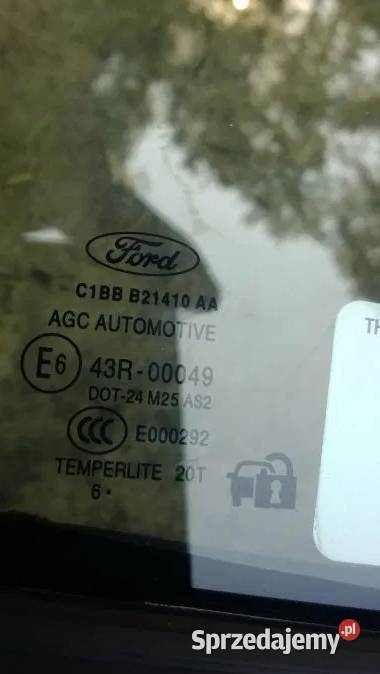 Ford
C1BB B21410 AA
AGC AUTOMOTIVE
TH
E6 43R-00049
DOT-24 M25 AS2
CCC E000292
TEMPERLITE 20T
6 •
Sprzedajemy.pl